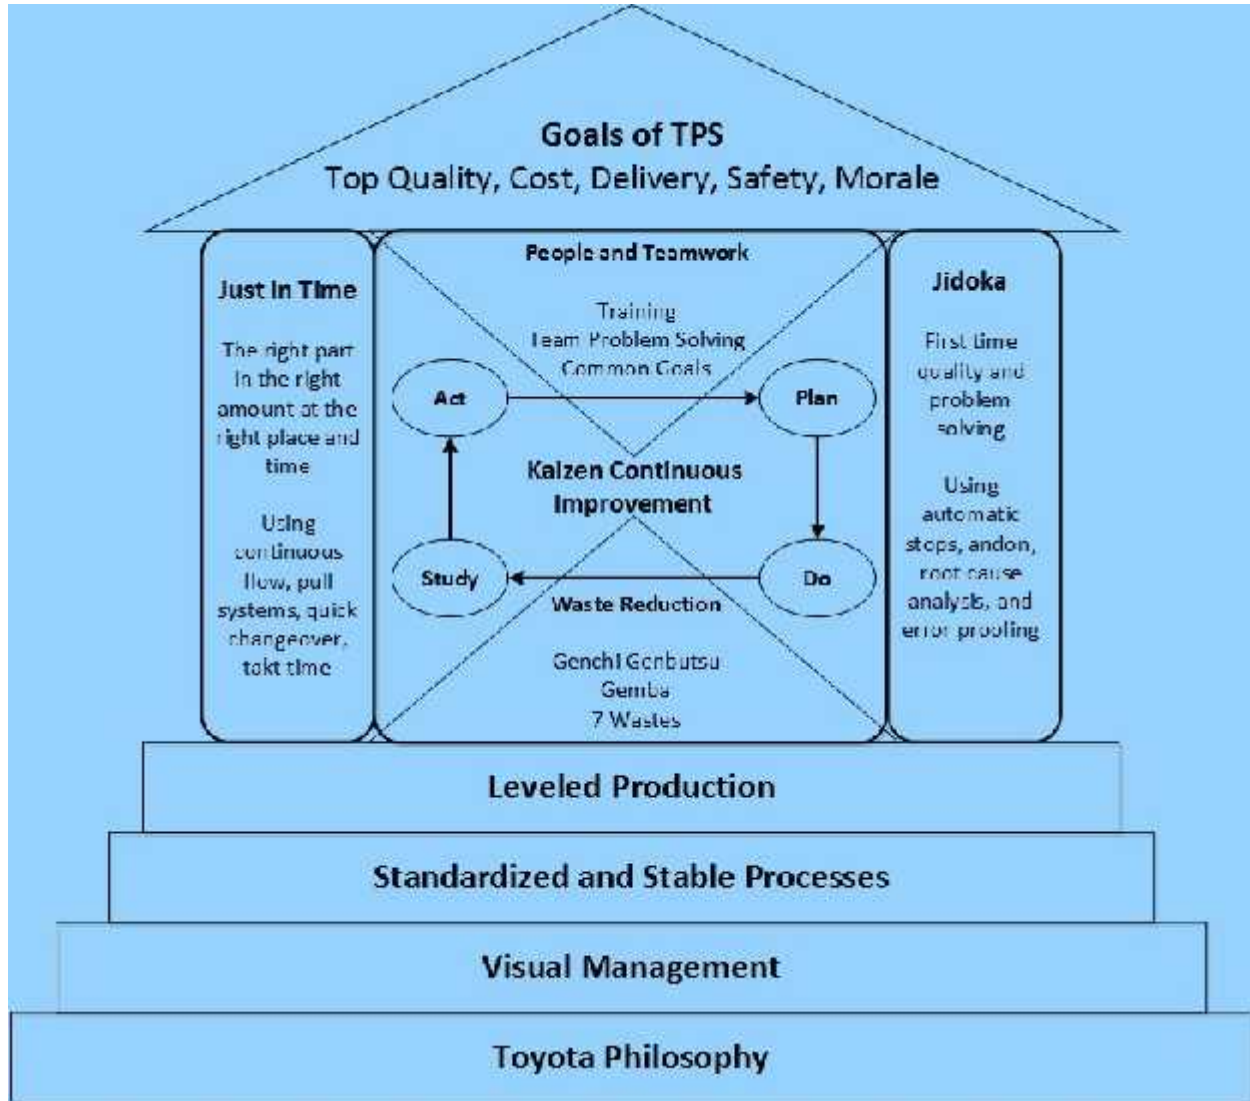 Goals of TPS
Top Quality, Cost, Delivery, Safety, Morale
Just In Time
The right part
in the right
amount at the
right place and
time
Using
continuous
flow, pull
systems, quick
changeover,
takt time
People and Teamwork
Training
Team Problem Solving
Common Goals
Act
Plan
Kaizen Continuous
Improvement
Study
Do
Waste Reduction
Genchi Genbutsu
Gemba
7 Wastes
Jidoka
First time
quality and
problem
solving
Using
automatic
stops, andon,
root cause
analysis, and
error proofing
Leveled Production
Standardized and Stable Processes
Visual Management
Toyota Philosophy